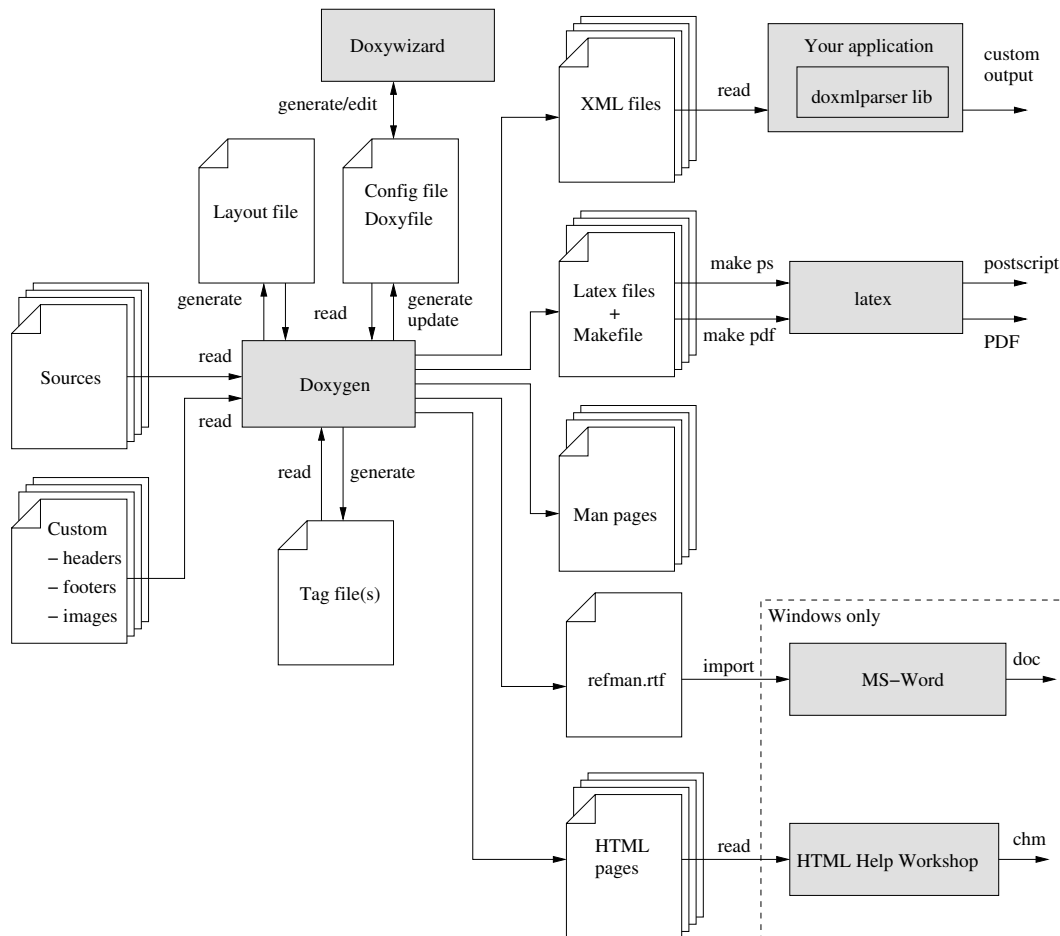 Doxywizard
generate/edit
Layout file
Config file
Doxyfile
generate
read
generate
update
Sources
read
read
Doxygen
Custom
– headers
– footers
– images
read
generate
Tag file(s)
XML files
read
Your application
doxmlparser lib
custom
output
Latex files
+
Makefile
make ps
make pdf
latex
postscript
PDF
Man pages
refman.rtf
import
Windows only
MS–Word
doc
HTML
pages
read
HTML Help Workshop
chm